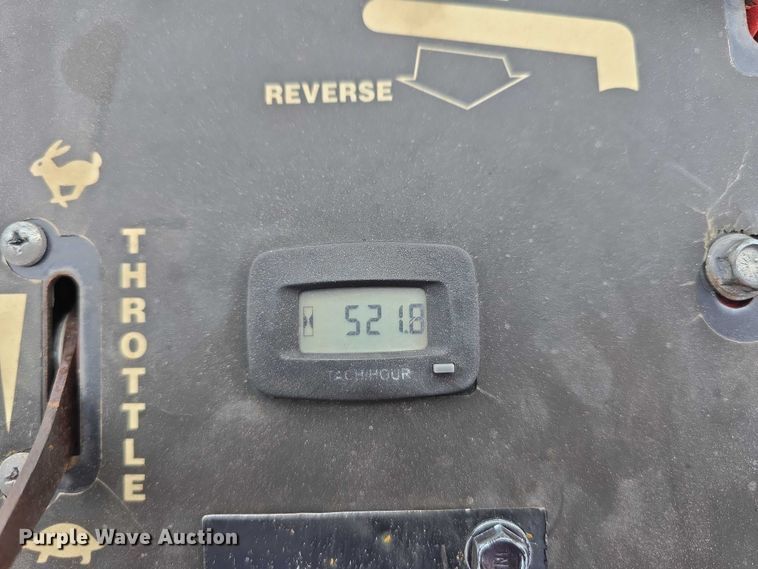 REVERSE
THROTTLE
521.8
TACH/HOUR
Purple Wave Auction